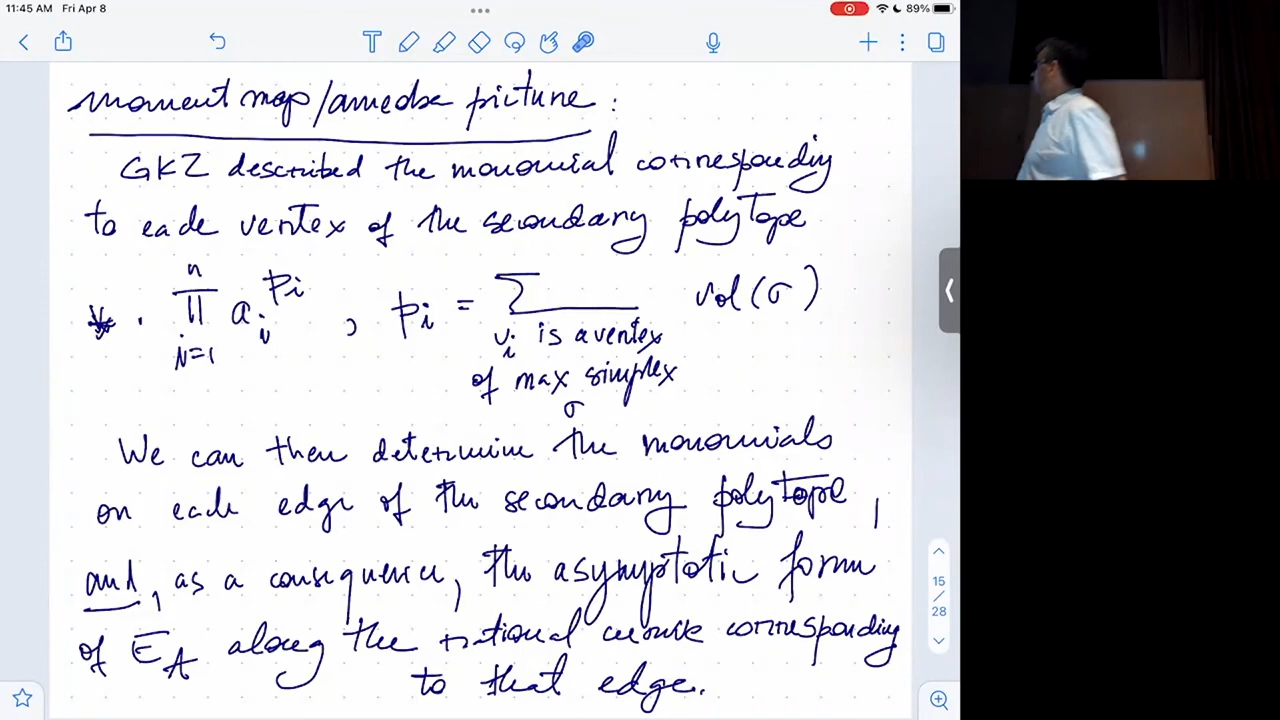 11:45 AM Fri Apr 8
89%
moment map/amoeba picture :
GKZ described the monomial corresponding
to each vertex of the secondary polytope
· ∏_{i=1}^{n} a_i^{p_i} , p_i = ∑_{v_i is a vertex of max simplex σ} vol(σ)
We can then determine the monomials
on each edge of the secondary polytope,
and, as a consequence, the asymptotic form
of E_A along the rational curve corresponding
to that edge.
15
/
28